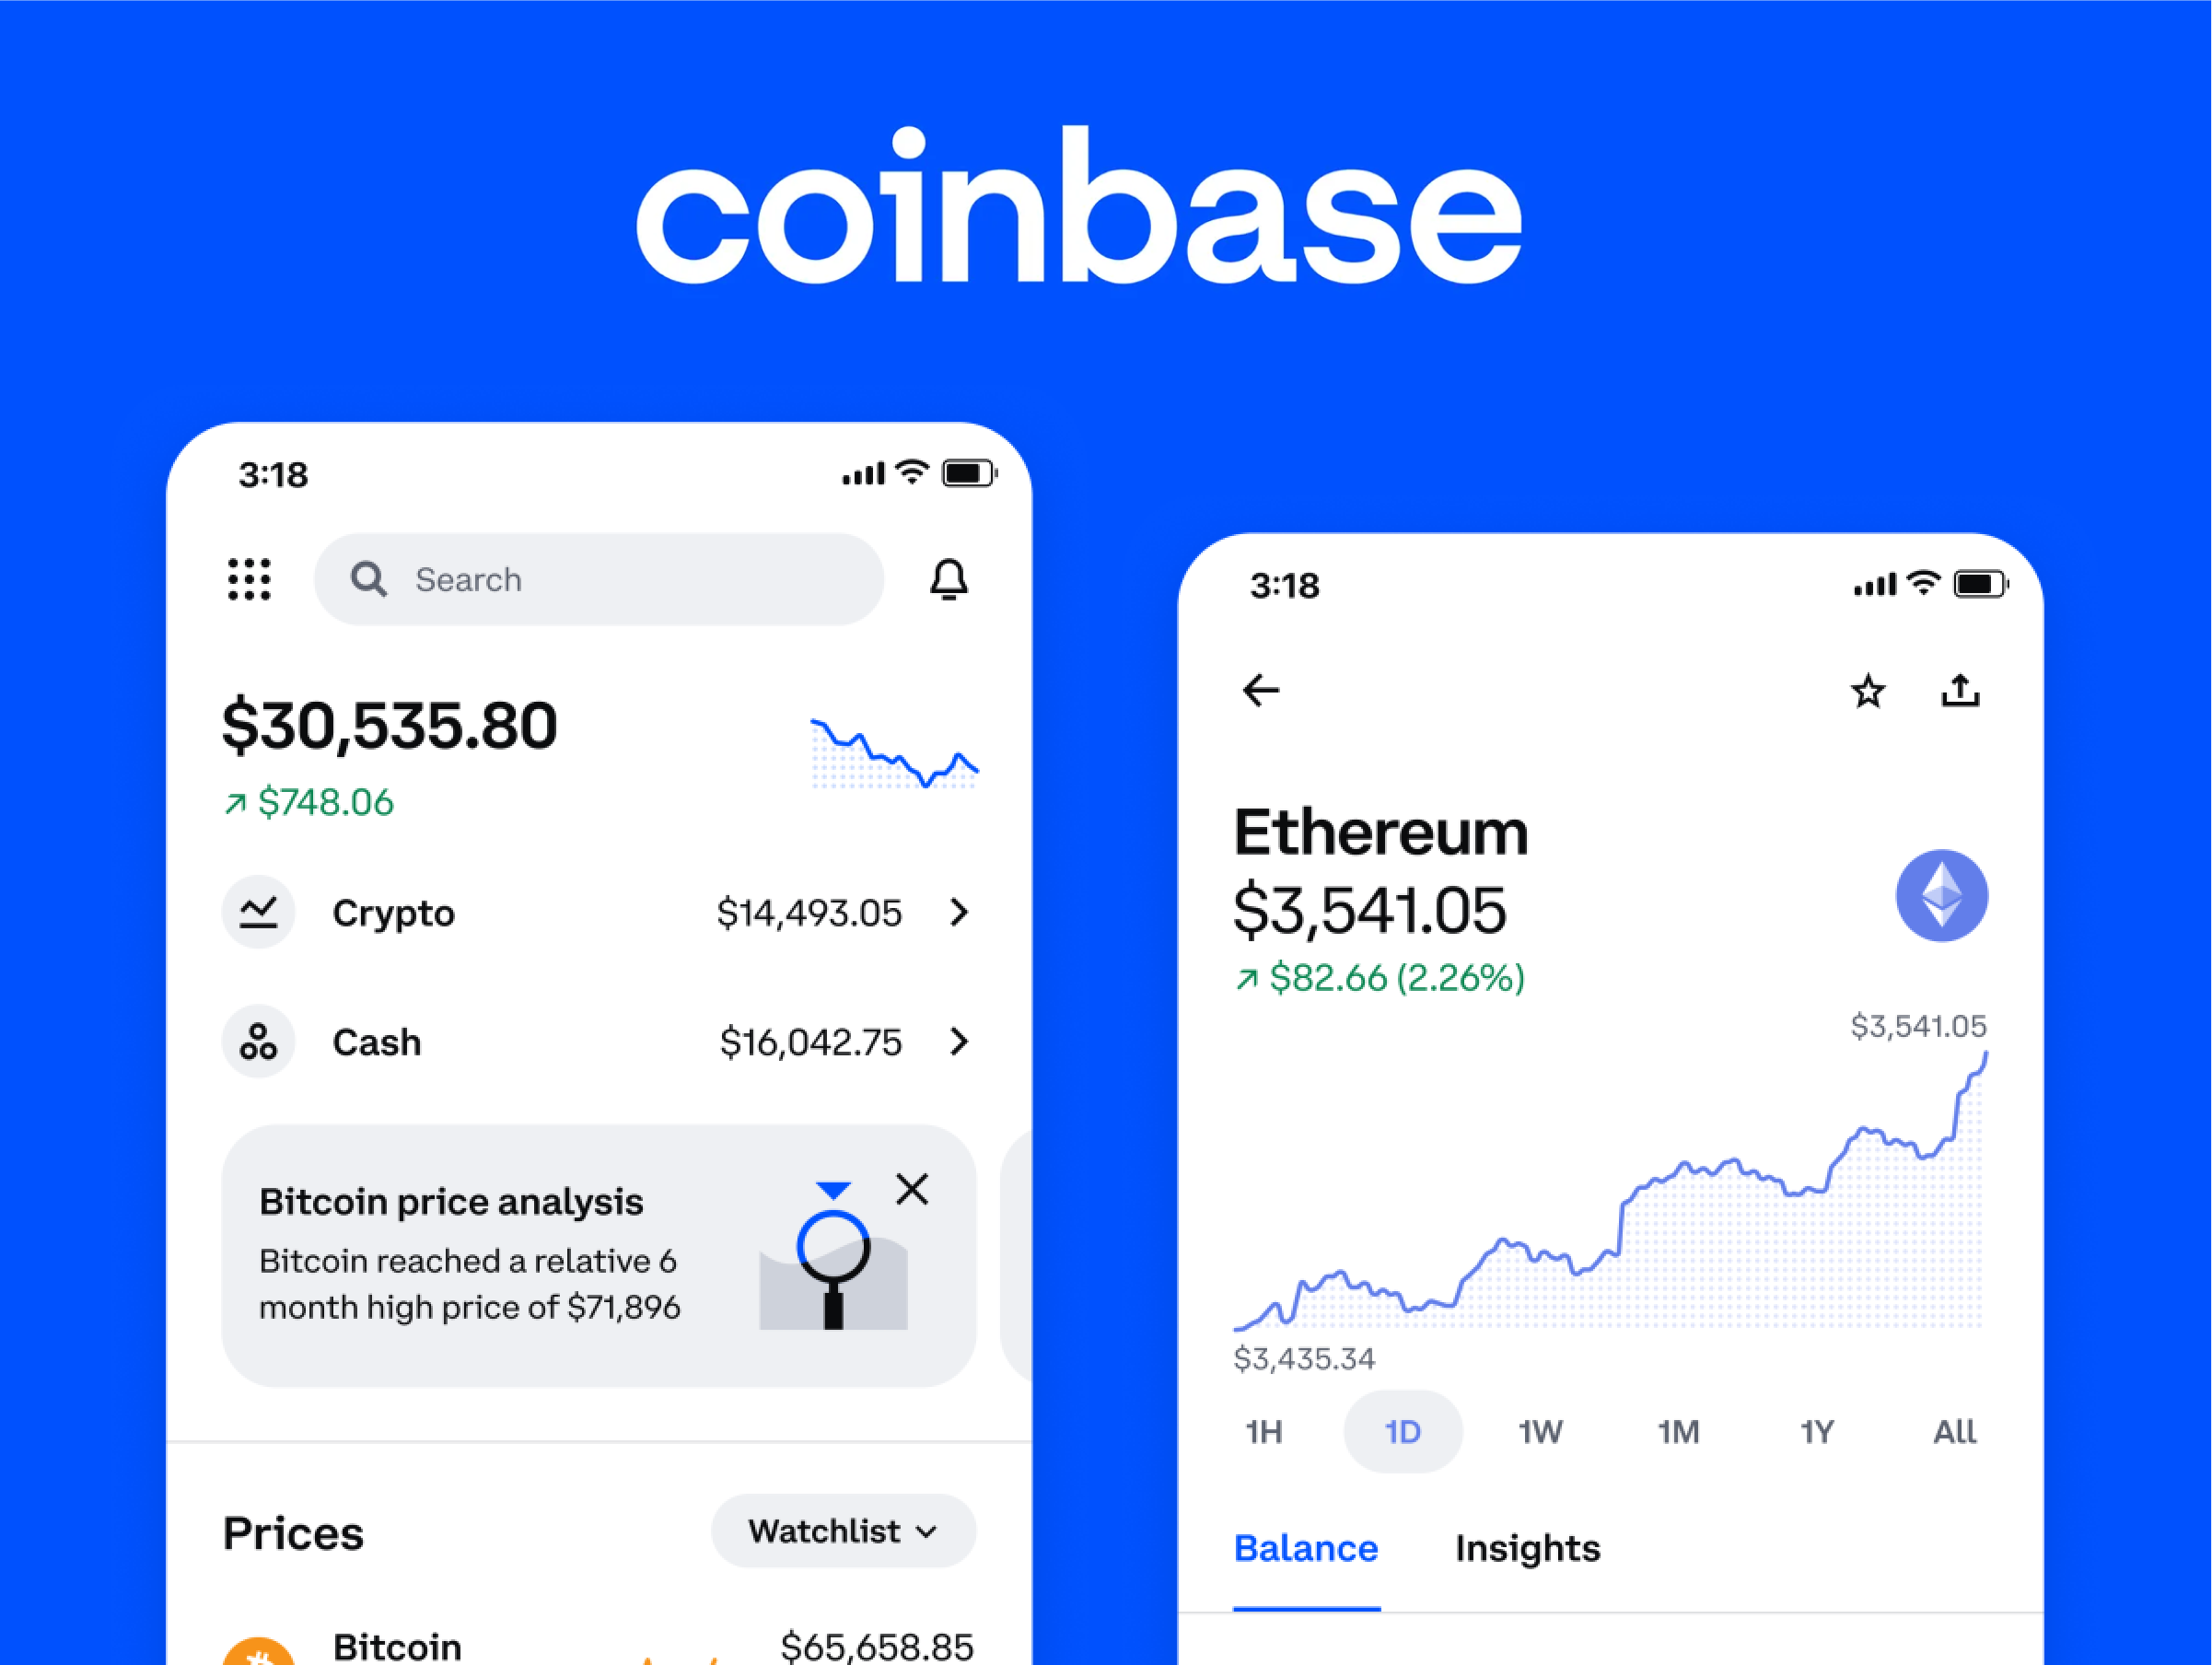 coinbase
3:18
Search
$30,535.80
↗ $748.06
Crypto $14,493.05
Cash $16,042.75
Bitcoin price analysis
Bitcoin reached a relative 6
month high price of $71,896
Prices
Watchlist
Bitcoin $65,658.85
3:18
Ethereum
$3,541.05
↗ $82.66 (2.26%)
$3,541.05
$3,435.34
1H 1D 1W 1M 1Y All
Balance Insights